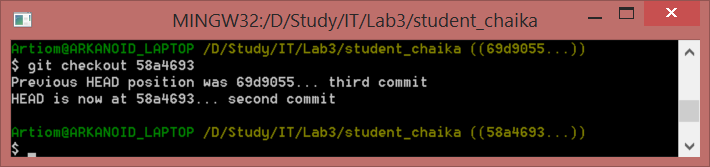 MINGW32:/D/Study/IT/Lab3/student_chaika
Artiom@ARKANOID_LAPTOP /D/Study/IT/Lab3/student_chaika ((69d9055...))
$ git checkout 58a4693
Previous HEAD position was 69d9055... third commit
HEAD is now at 58a4693... second commit
Artiom@ARKANOID_LAPTOP /D/Study/IT/Lab3/student_chaika ((58a4693...))
$